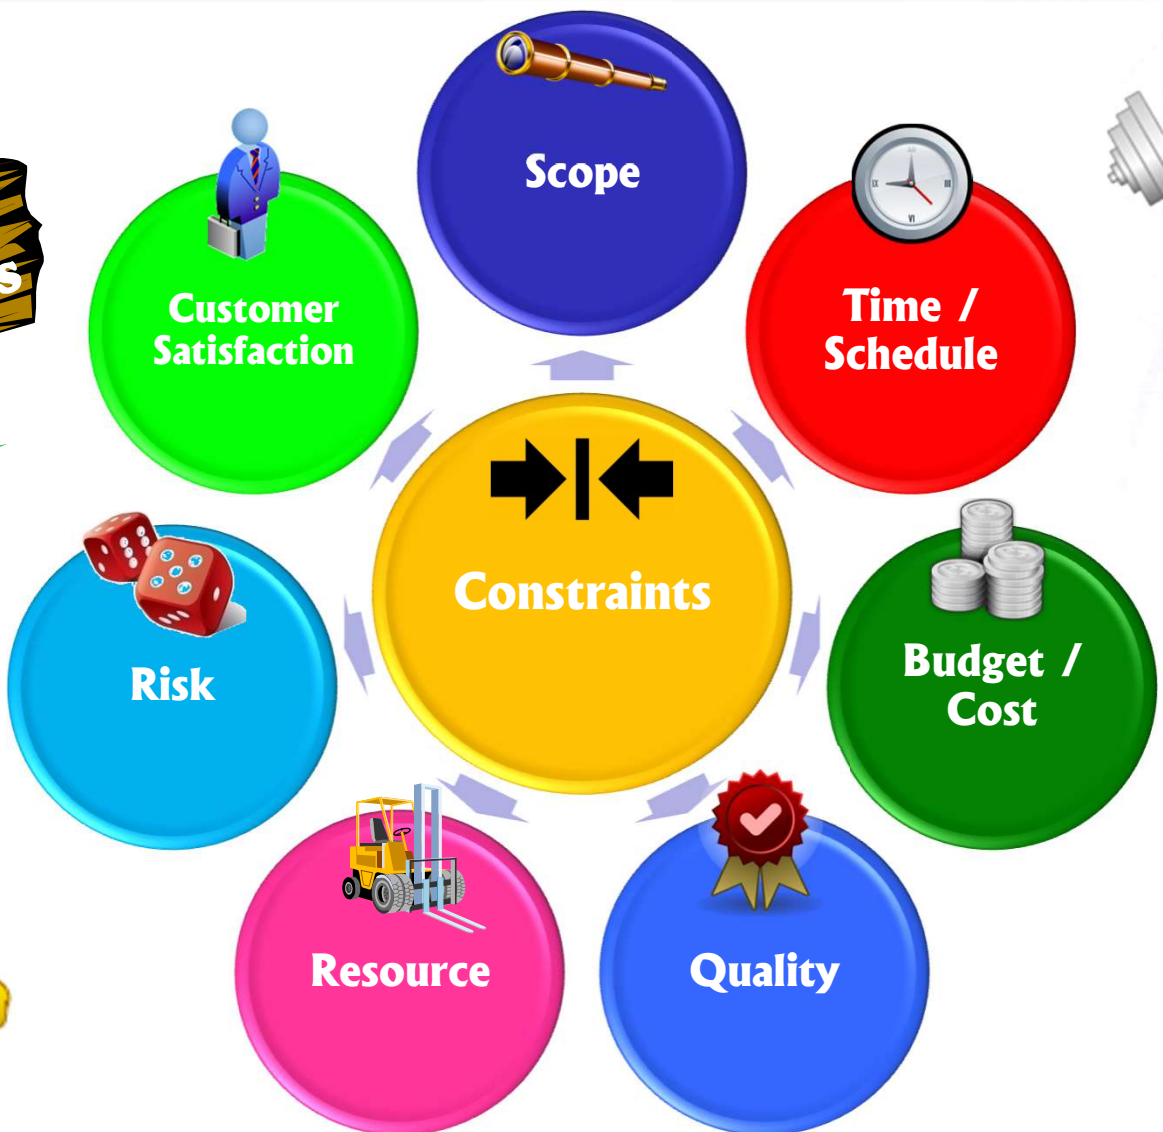 Scope
Customer
Satisfaction
Time /
Schedule
Constraints
Risk
Budget /
Cost
Resource
Quality